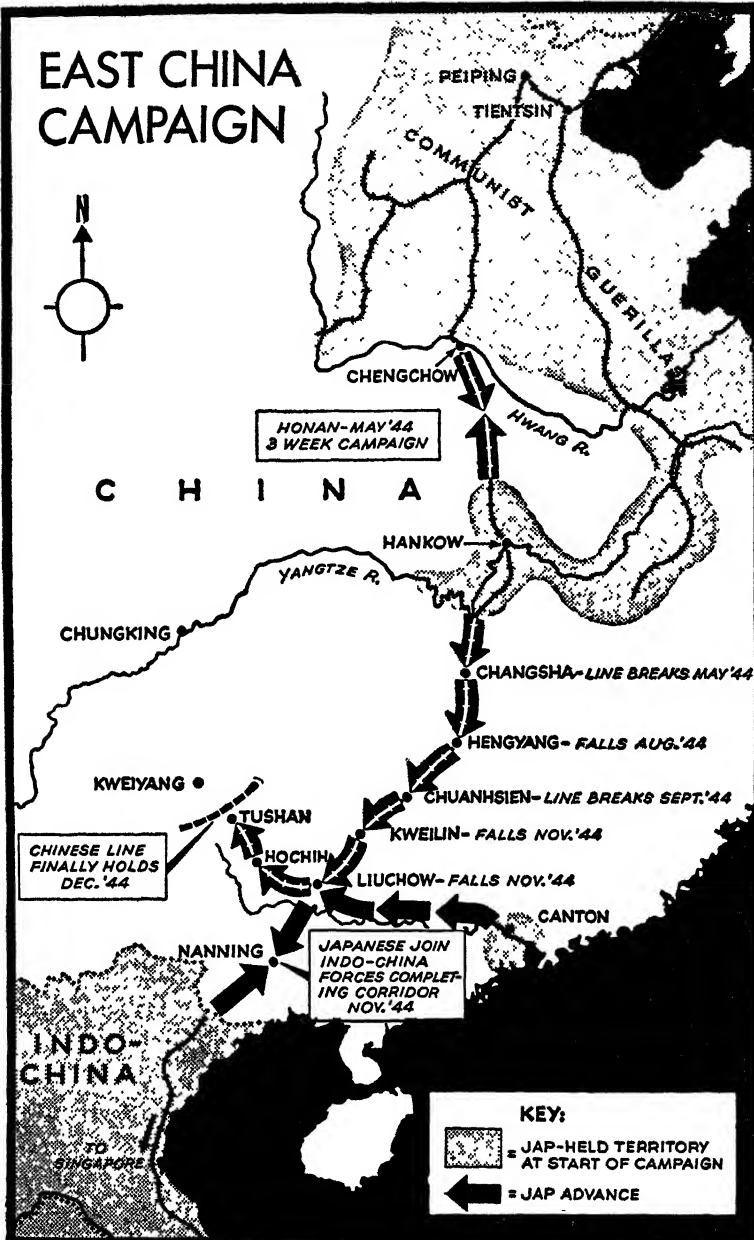 EAST CHINA
CAMPAIGN
N
PEIPING
TIENTSIN
COMMUNIST
GUERILLAS
CHENGCHOW
HWANG R.
HONAN-MAY '44
3 WEEK CAMPAIGN
CHINA
HANKOW
YANGTZE R.
CHUNGKING
CHANGSHA-LINE BREAKS MAY '44
HENGYANG-FALLS AUG. '44
KWEIYANG
CHUANHSIEN-LINE BREAKS SEPT. '44
TUSHAN
KWEILIN-FALLS NOV. '44
CHINESE LINE
FINALLY HOLDS
DEC. '44
HOCHIH
LIUCHOW-FALLS NOV. '44
CANTON
NANNING
JAPANESE JOIN
INDO-CHINA
FORCES COMPLET-
ING CORRIDOR
NOV. '44
INDO-
CHINA
TO
SINGAPORE
KEY:
= JAP-HELD TERRITORY
AT START OF CAMPAIGN
= JAP ADVANCE